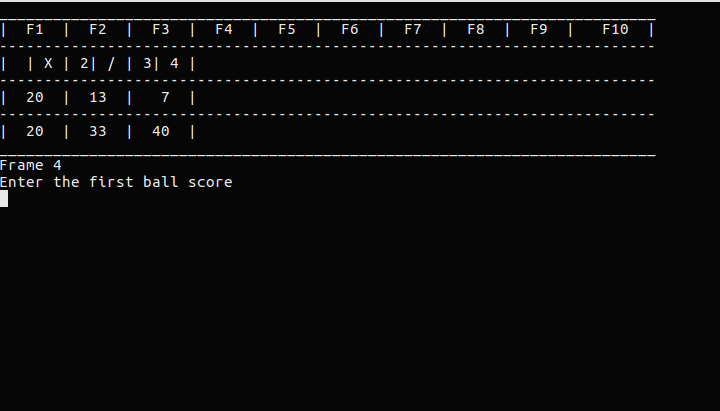 | F1 | F2 | F3 | F4 | F5 | F6 | F7 | F8 | F9 | F10 |
| | X | 2| / | 3| 4 |
| 20 | 13 | 7 |
| 20 | 33 | 40 |
Frame 4
Enter the first ball score